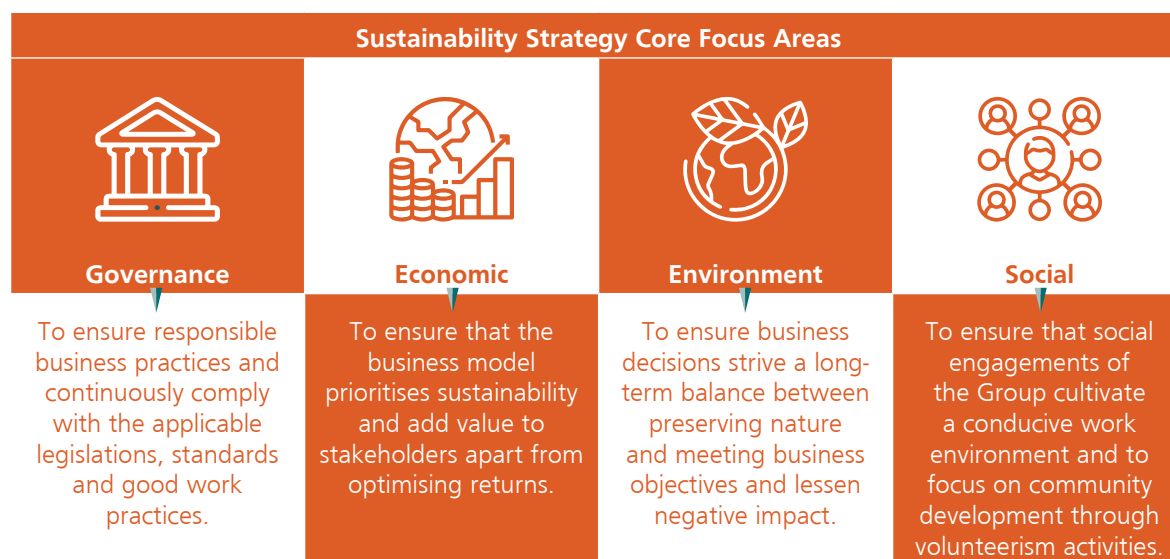 Sustainability Strategy Core Focus Areas
Governance
To ensure responsible
business practices and
continuously comply
with the applicable
legislations, standards
and good work
practices.
Economic
To ensure that the
business model
prioritises sustainability
and add value to
stakeholders apart from
optimising returns.
Environment
To ensure business
decisions strive a long-
term balance between
preserving nature
and meeting business
objectives and lessen
negative impact.
Social
To ensure that social
engagements of
the Group cultivate
a conducive work
environment and to
focus on community
development through
volunteerism activities.